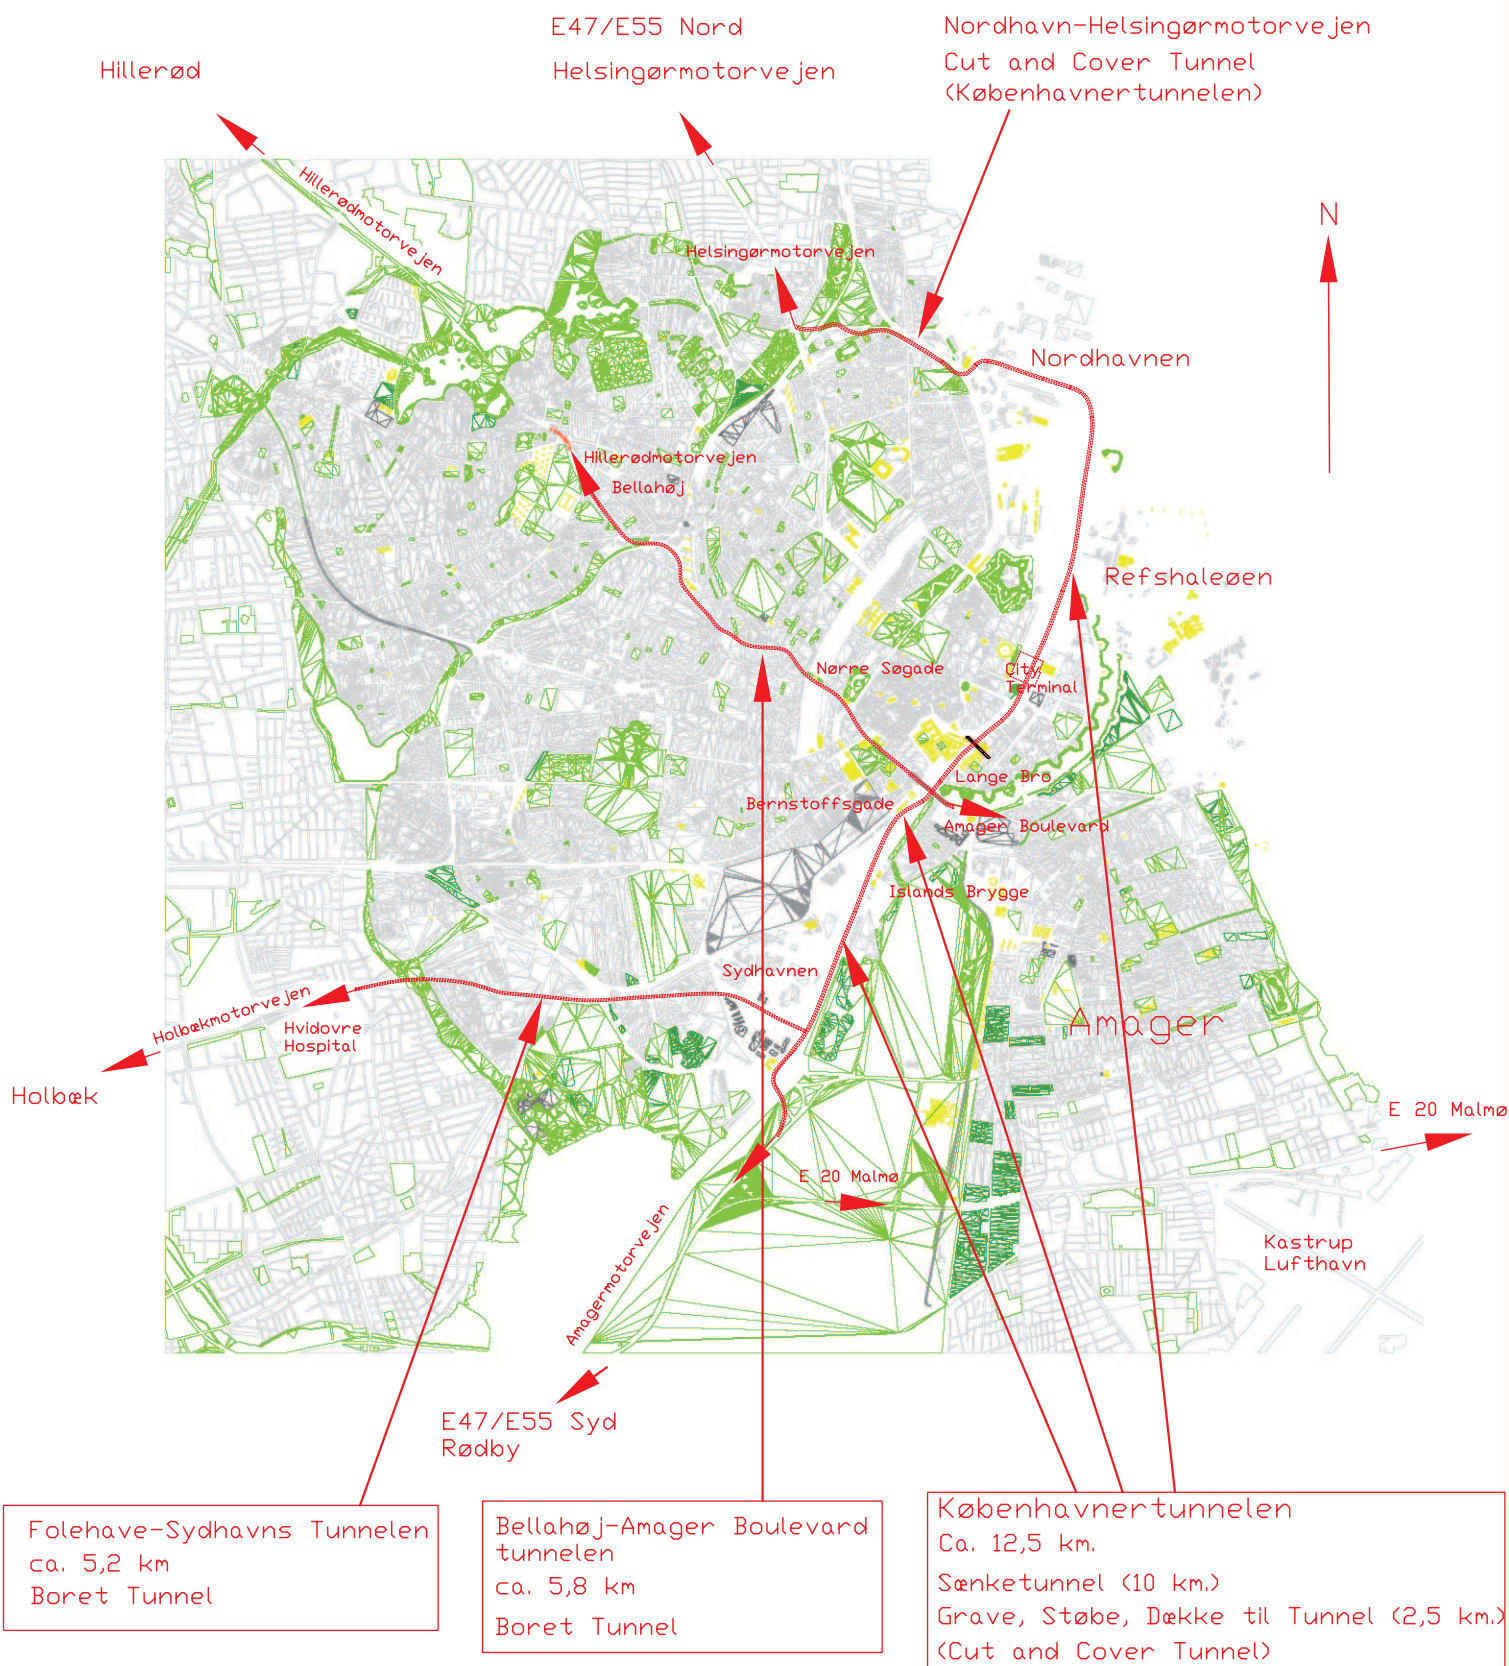 E47/E55 Nord
Helsingørmotorvejen
Nordhavn-Helsingørmotorvejen
Cut and Cover Tunnel
(Københavnertunnelen)
Hillerød
Hillerødmotorvejen
Helsingørmotorvejen
N
Nordhavnen
Hillerødmotorvejen
Bellahøj
Refshaleøen
Nørre Søgade
City
Terminal
Lange Bro
Bernstoffsgade
Amager Boulevard
Islands Brygge
Sydhavnen
Holbækmotorvejen
Hvidovre
Hospital
Amager
Holbæk
E 20 Malmø
E 20 Malmø
Amagermotorvejen
Kastrup
Lufthavn
E47/E55 Syd
Rødby
Folehave-Sydhavns Tunnelen
ca. 5,2 km
Boret Tunnel
Bellahøj-Amager Boulevard
tunnelen
ca. 5,8 km
Boret Tunnel
Københavnertunnelen
Ca. 12,5 km.
Sænketunnel (10 km.)
Grave, Støbe, Dække til Tunnel (2,5 km.)
(Cut and Cover Tunnel)